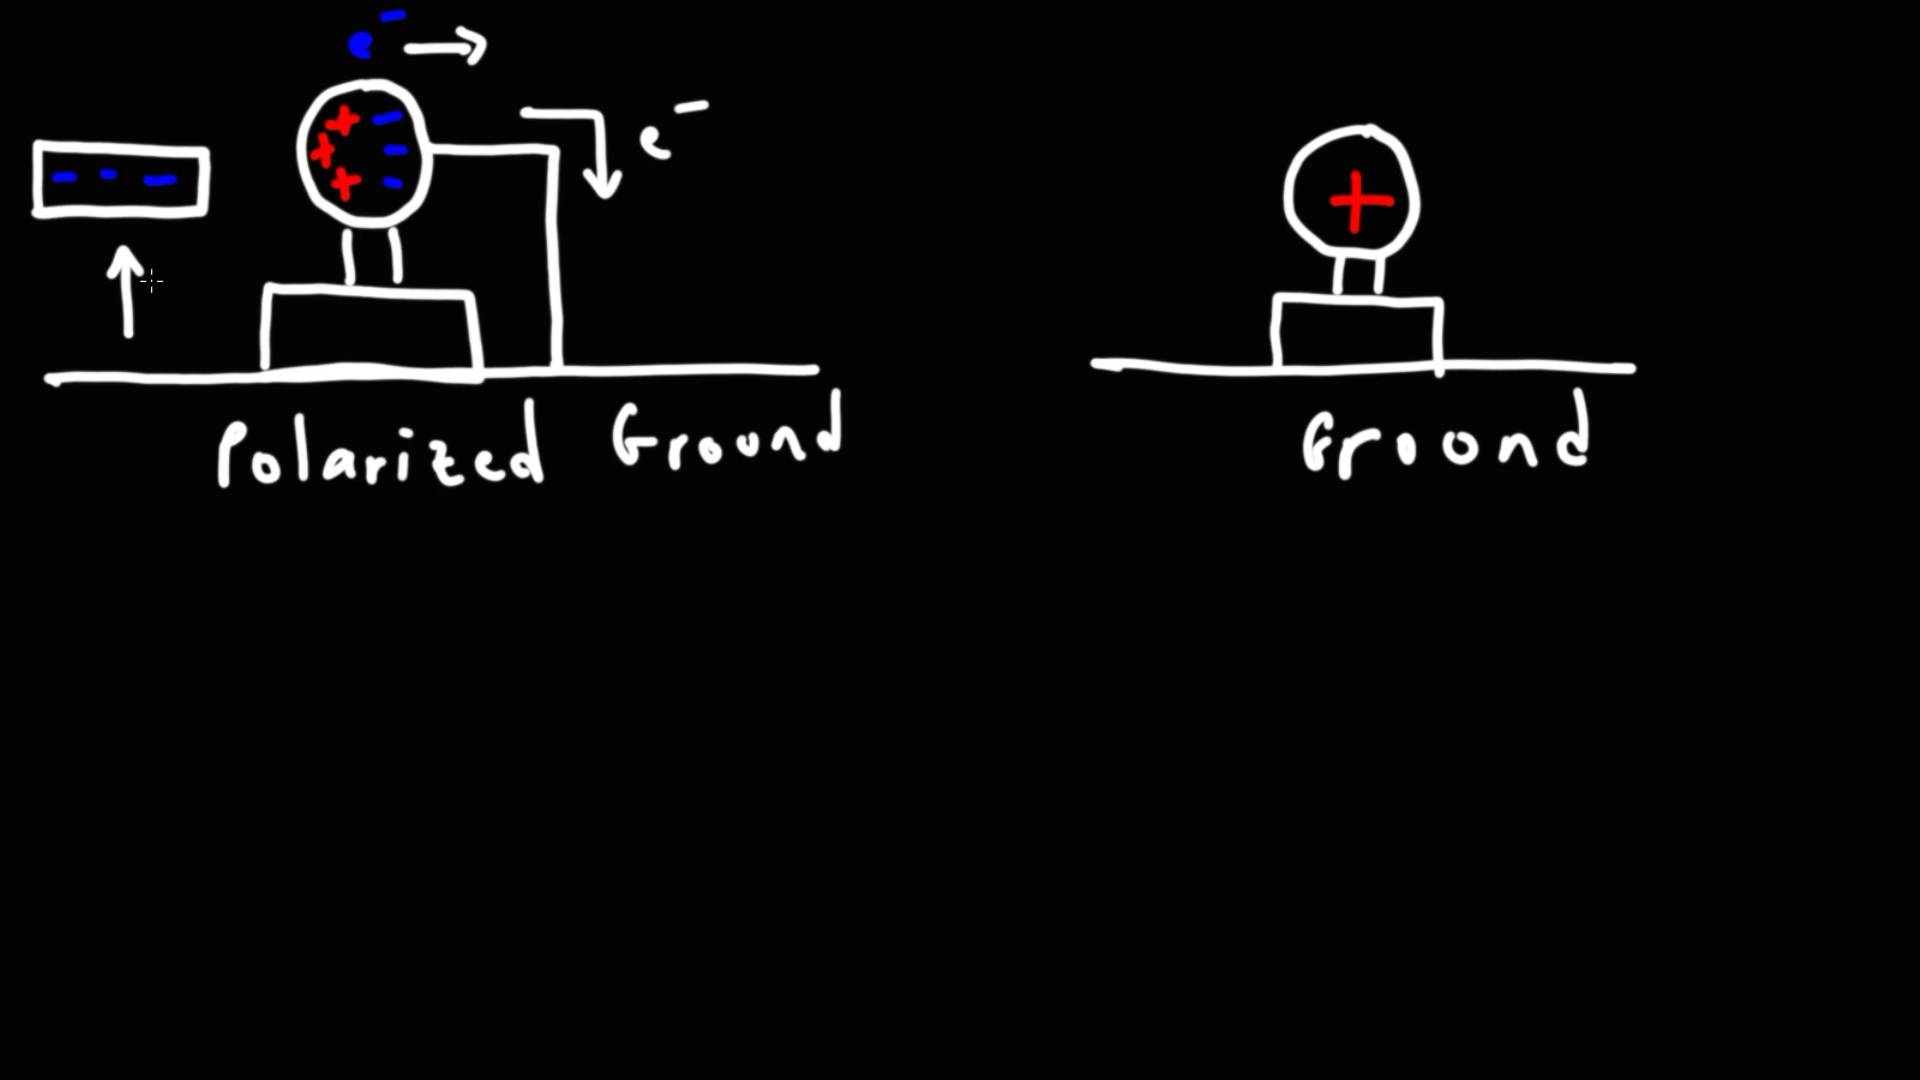 e⁻
e⁻
+ -
+ -
+ -
- - -
+
Polarized Ground
Ground